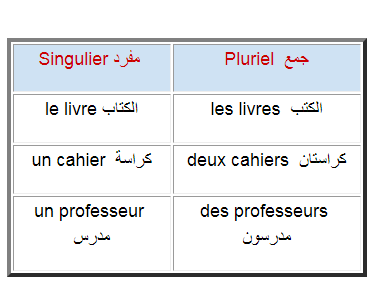 Singulier مفرد
Pluriel جمع
le livre الكتاب
les livres الكتب
un cahier كراسة
deux cahiers كراستان
un professeur
مدرس
des professeurs
مدرسون